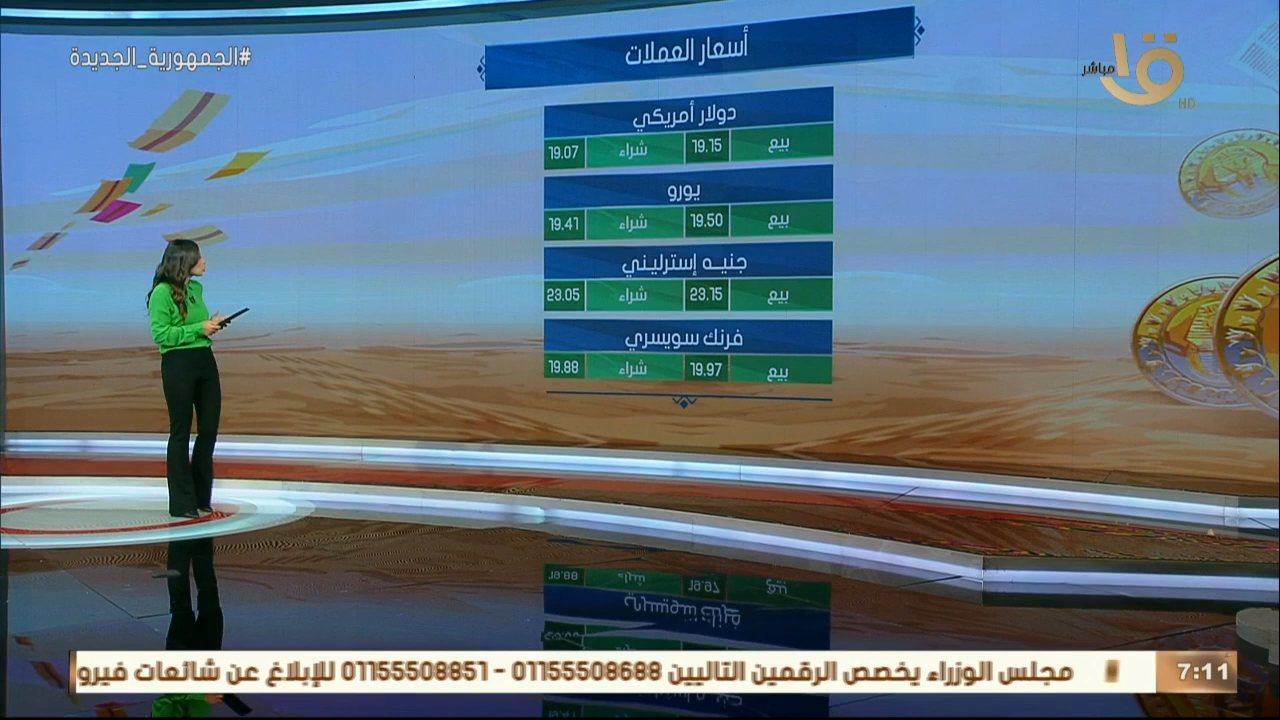 #الجمهورية_الجديدة
مباشر
HD
أسعار العملات
دولار أمريكي
بيع 19.15 شراء 19.07
يورو
بيع 19.50 شراء 19.41
جنيه إسترليني
بيع 23.15 شراء 23.05
فرنك سويسري
بيع 19.97 شراء 19.88
7:11 مجلس الوزراء يخصص الرقمين التاليين 01155508688 - 01155508851 للإبلاغ عن شائعات فيرو